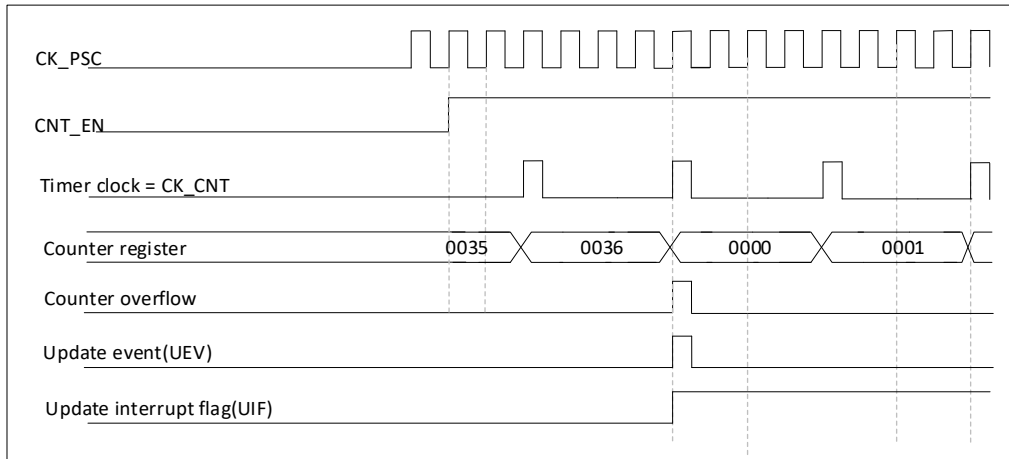 CK_PSC
CNT_EN
Timer clock = CK_CNT
Counter register 0035 0036 0000 0001
Counter overflow
Update event(UEV)
Update interrupt flag(UIF)